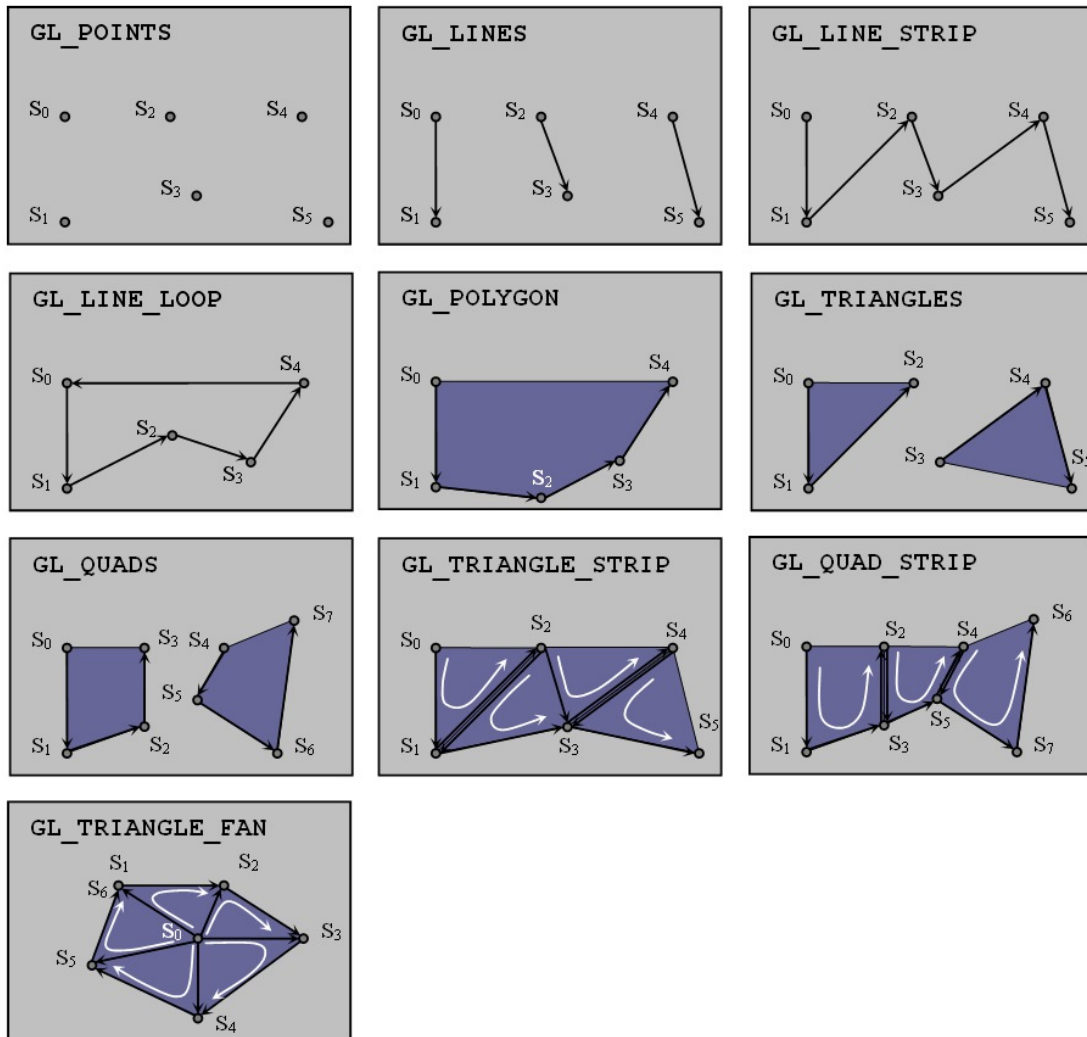 GL_POINTS
S0 S2 S4
S3
S1 S5
GL_LINES
S0 S2 S4
S3
S1 S5
GL_LINE_STRIP
S0 S2 S4
S3
S1 S5
GL_LINE_LOOP
S4
S0
S2
S3
S1
GL_POLYGON
S0 S4
S1 S2 S3
GL_TRIANGLES
S2
S0 S4
S3 S5
S1
GL_QUADS
S7
S0 S3 S4
S5
S1 S2 S6
GL_TRIANGLE_STRIP
S0 S2 S4
S5
S1 S3
GL_QUAD_STRIP
S6
S0 S2 S4
S5
S1 S3 S7
GL_TRIANGLE_FAN
S1 S2
S6
S0 S3
S5
S4